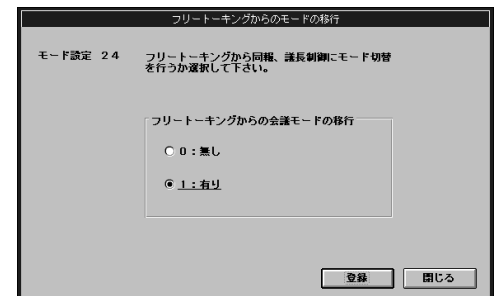 フリートーキングからのモードの移行
モード設定 24
フリートーキングから同報、議長制御にモード切替
を行うか選択して下さい。
フリートーキングからの会議モードの移行
0：無し
1：有り
登録
閉じる